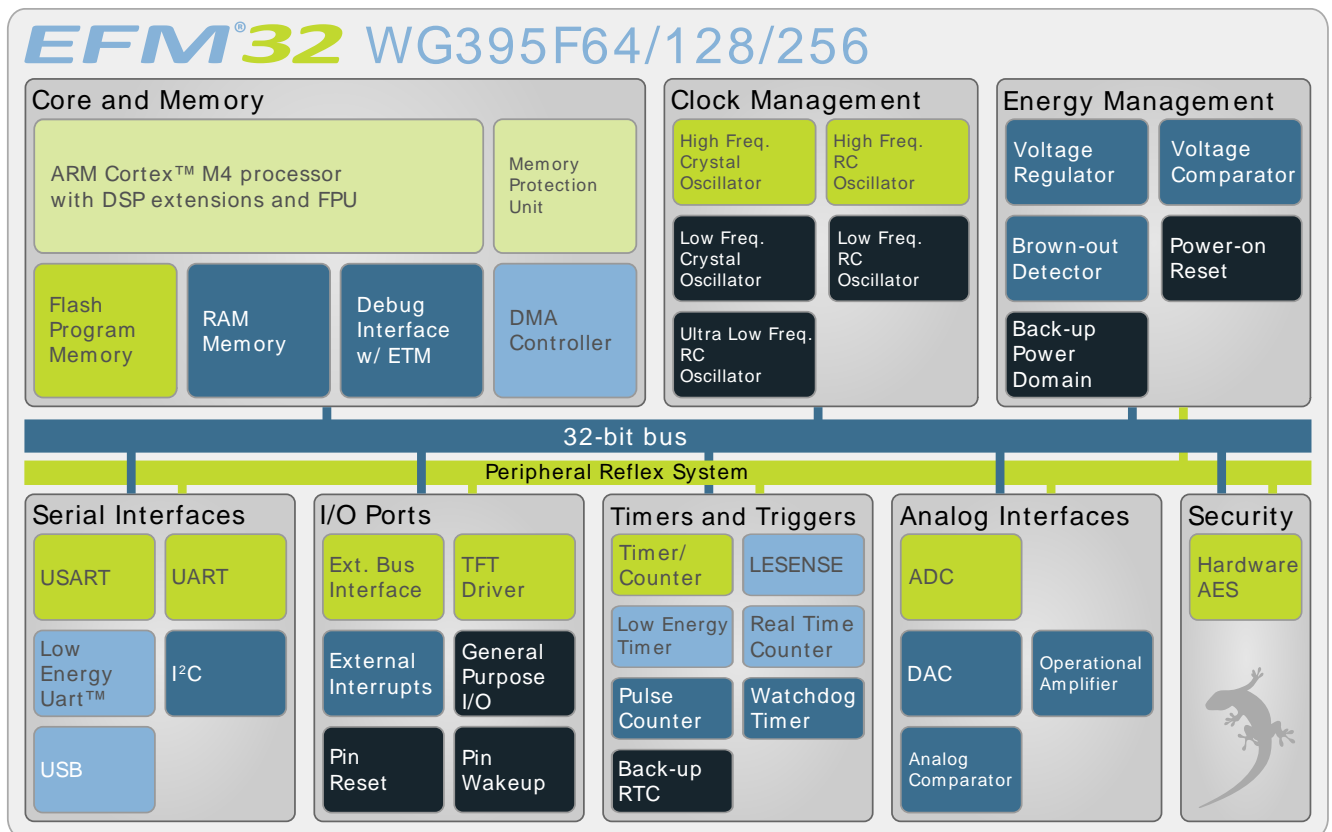 EFM®32 WG395F64/128/256
Core and Memory
ARM Cortex™ M4 processor
with DSP extensions and FPU
Memory
Protection
Unit
Flash
Program
Memory
RAM
Memory
Debug
Interface
w/ ETM
DMA
Controller
Clock Management
High Freq.
Crystal
Oscillator
High Freq.
RC
Oscillator
Low Freq.
Crystal
Oscillator
Low Freq.
RC
Oscillator
Ultra Low Freq.
RC
Oscillator
Energy Management
Voltage
Regulator
Voltage
Comparator
Brown-out
Detector
Power-on
Reset
Back-up
Power
Domain
32-bit bus
Peripheral Reflex System
Serial Interfaces
USART
UART
Low
Energy
Uart™
I²C
USB
I/O Ports
Ext. Bus
Interface
TFT
Driver
External
Interrupts
General
Purpose
I/O
Pin
Reset
Pin
Wakeup
Timers and Triggers
Timer/
Counter
LESENSE
Low Energy
Timer
Real Time
Counter
Pulse
Counter
Watchdog
Timer
Back-up
RTC
Analog Interfaces
ADC
DAC
Operational
Amplifier
Analog
Comparator
Security
Hardware
AES